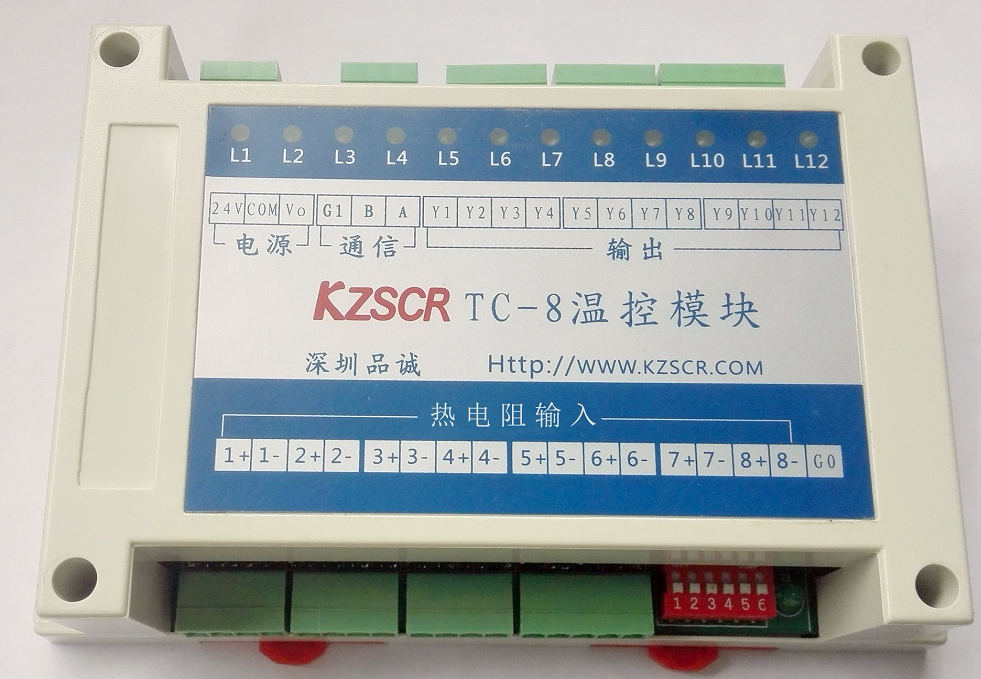 L1 L2 L3 L4 L5 L6 L7 L8 L9 L10 L11 L12
24V COM Vo G1 B A Y1 Y2 Y3 Y4 Y5 Y6 Y7 Y8 Y9 Y10 Y11 Y12
电源 通信 输出
KZSCR TC-8温控模块
深圳品诚 Http://WWW.KZSCR.COM
热电阻输入
1+ 1- 2+ 2- 3+ 3- 4+ 4- 5+ 5- 6+ 6- 7+ 7- 8+ 8- G0
1 2 3 4 5 6